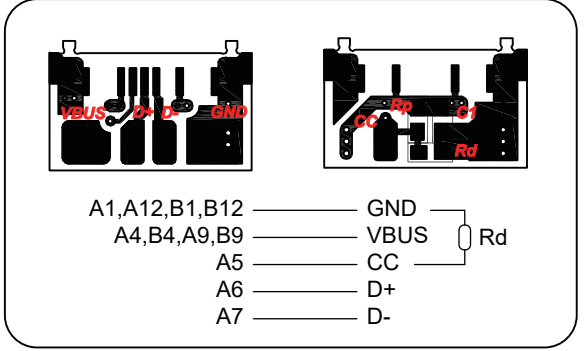 VBUS D+ D- GND
Rp C1
CC
Rd
A1,A12,B1,B12 GND
A4,B4,A9,B9 VBUS Rd
A5 CC
A6 D+
A7 D-